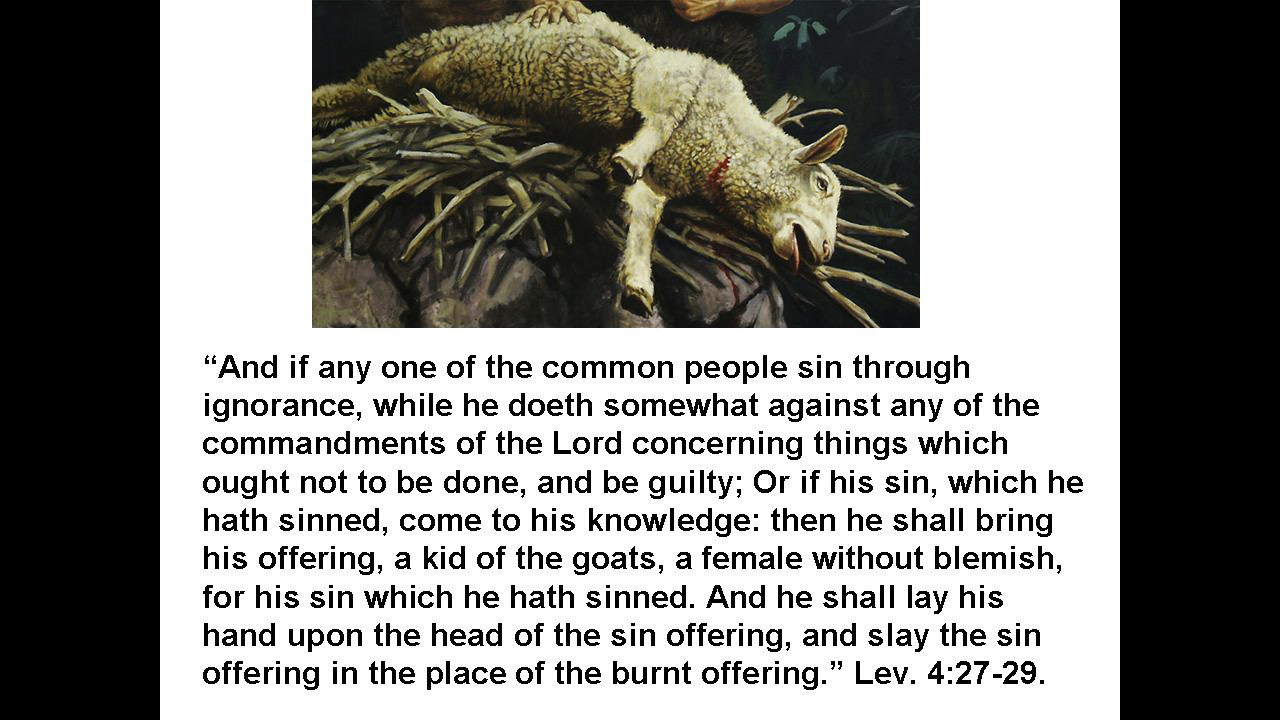 “And if any one of the common people sin through
ignorance, while he doeth somewhat against any of the
commandments of the Lord concerning things which
ought not to be done, and be guilty; Or if his sin, which he
hath sinned, come to his knowledge: then he shall bring
his offering, a kid of the goats, a female without blemish,
for his sin which he hath sinned. And he shall lay his
hand upon the head of the sin offering, and slay the sin
offering in the place of the burnt offering.” Lev. 4:27-29.